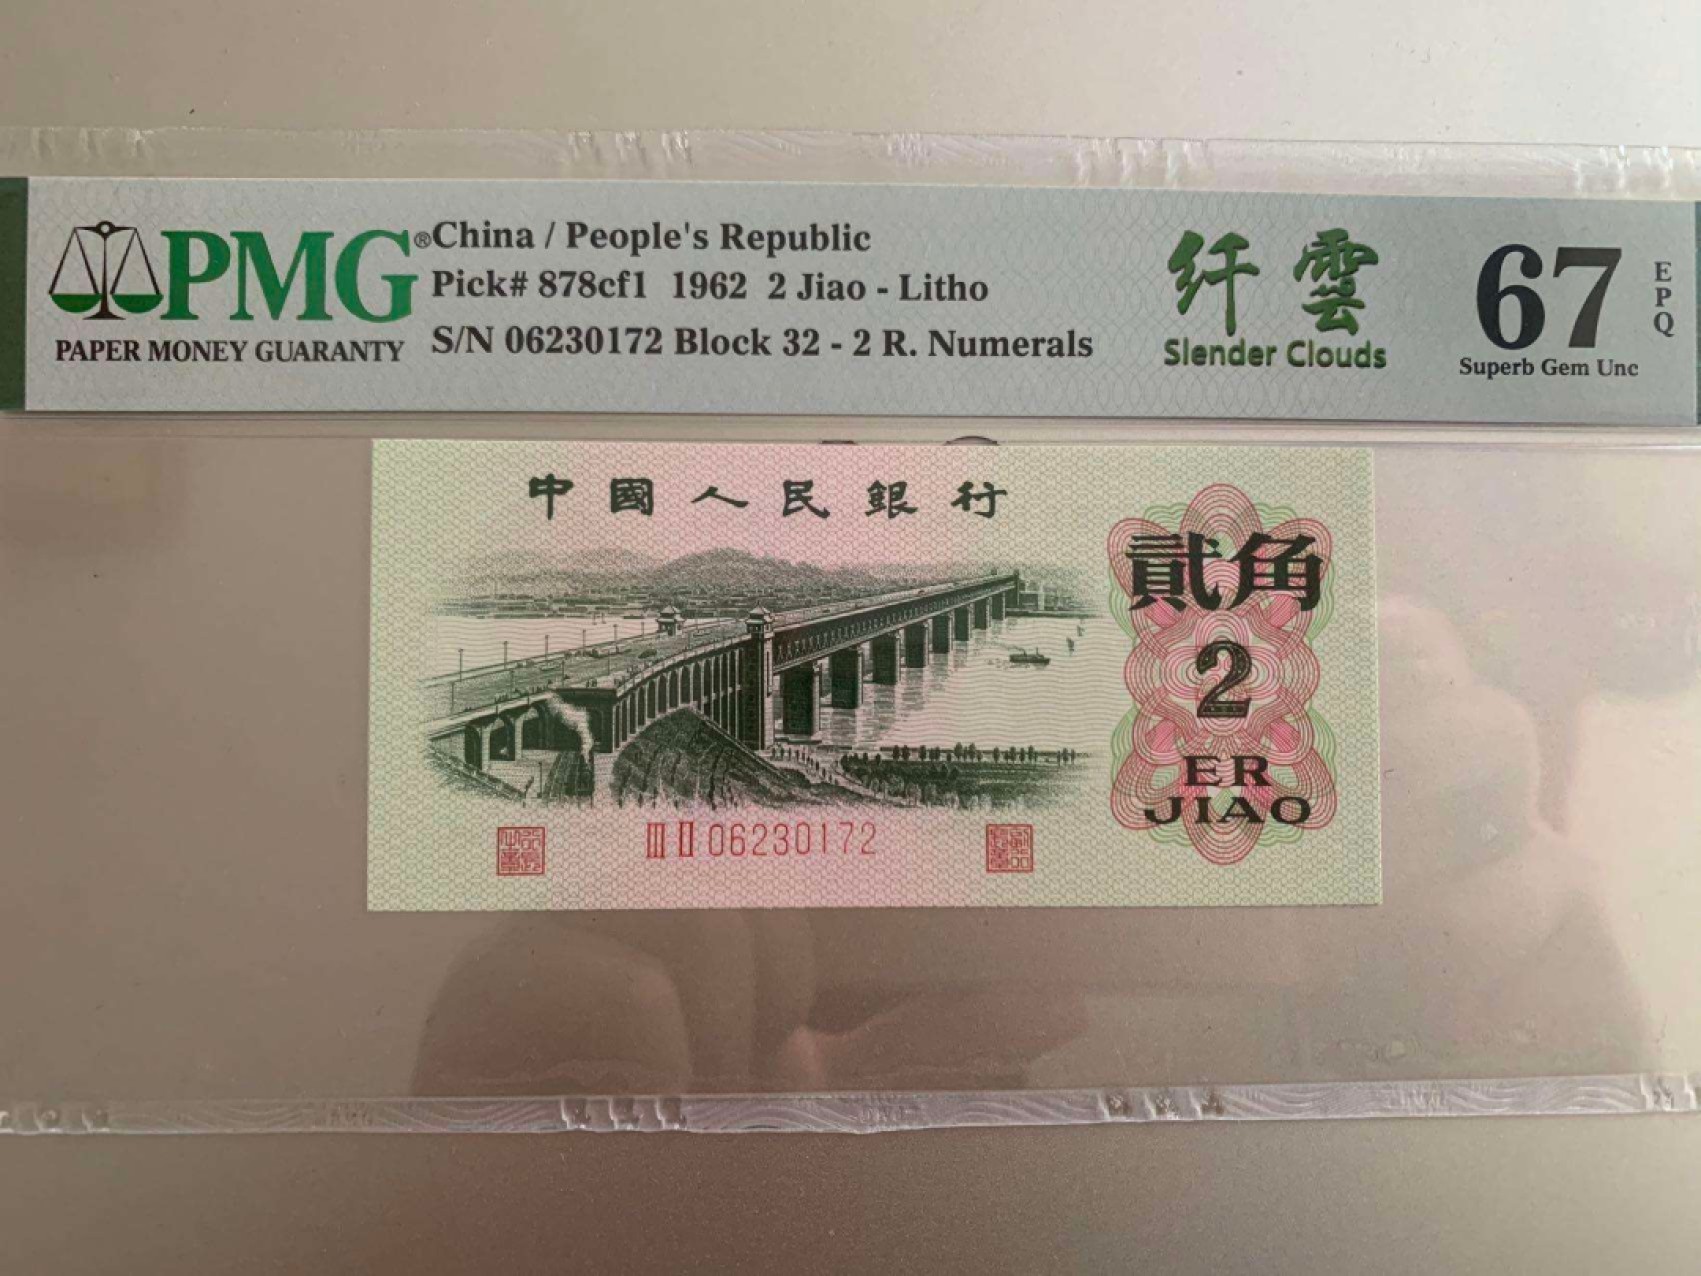 PMG®
PAPER MONEY GUARANTY
China / People's Republic
Pick# 878cf1 1962 2 Jiao - Litho
S/N 06230172 Block 32 - 2 R. Numerals
纤雲
Slender Clouds
67
Superb Gem Unc
EPQ
中國人民銀行
貳角
2
ER
JIAO
III II 06230172